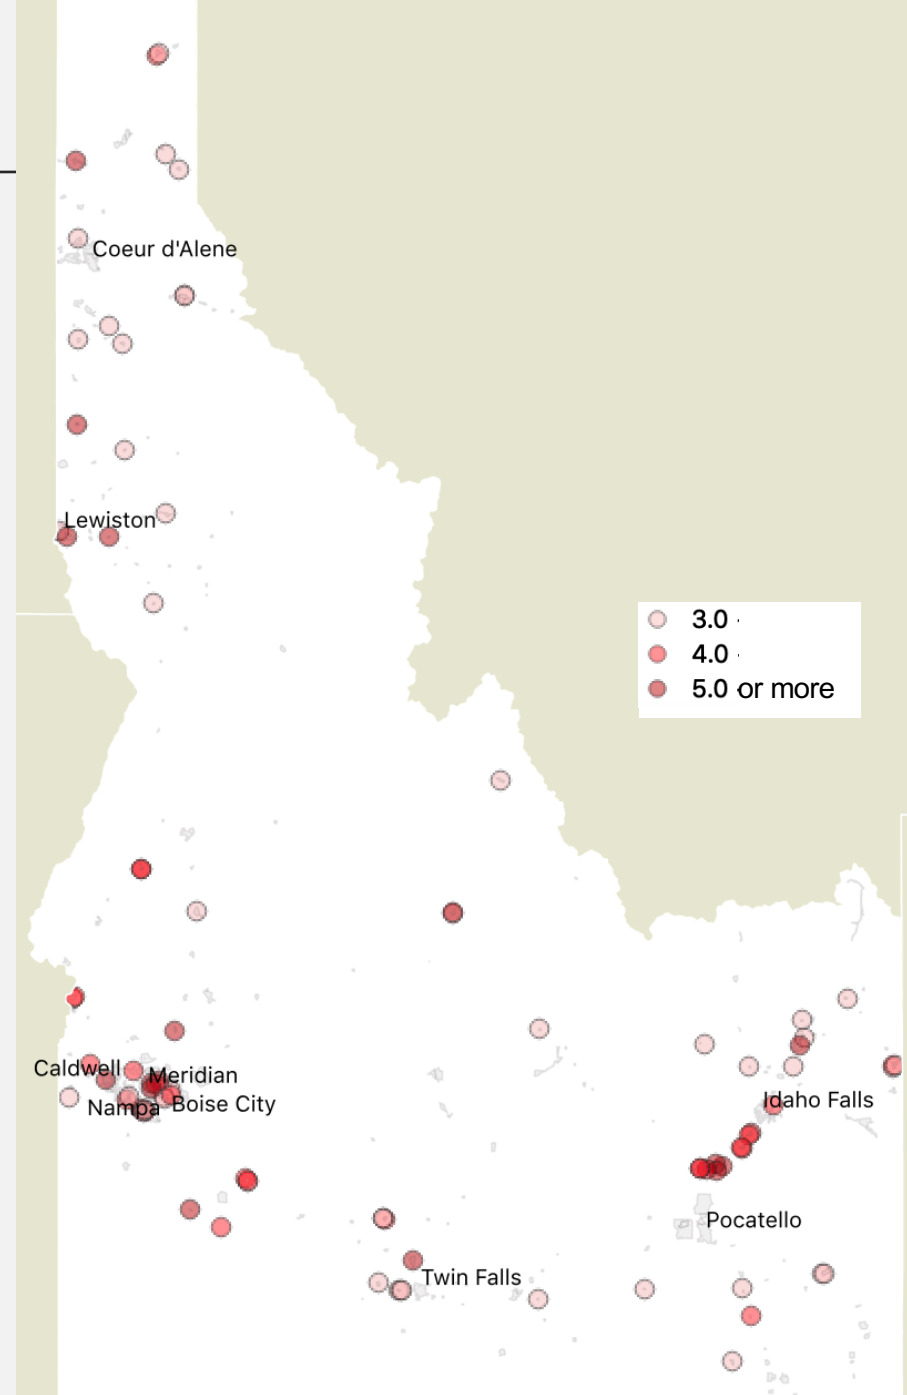 Coeur d'Alene
Lewiston
3.0
4.0
5.0 or more
Caldwell
Meridian
Nampa
Boise City
Idaho Falls
Pocatello
Twin Falls